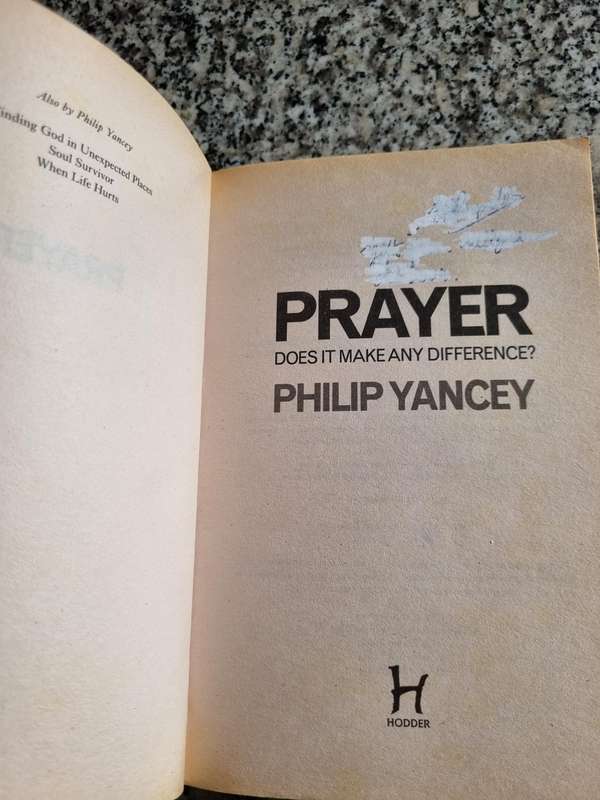 Also by Philip Yancey
inding God in Unexpected Places
Soul Survivor
When Life Hurts
PRAYER
DOES IT MAKE ANY DIFFERENCE?
PHILIP YANCEY
H
HODDER